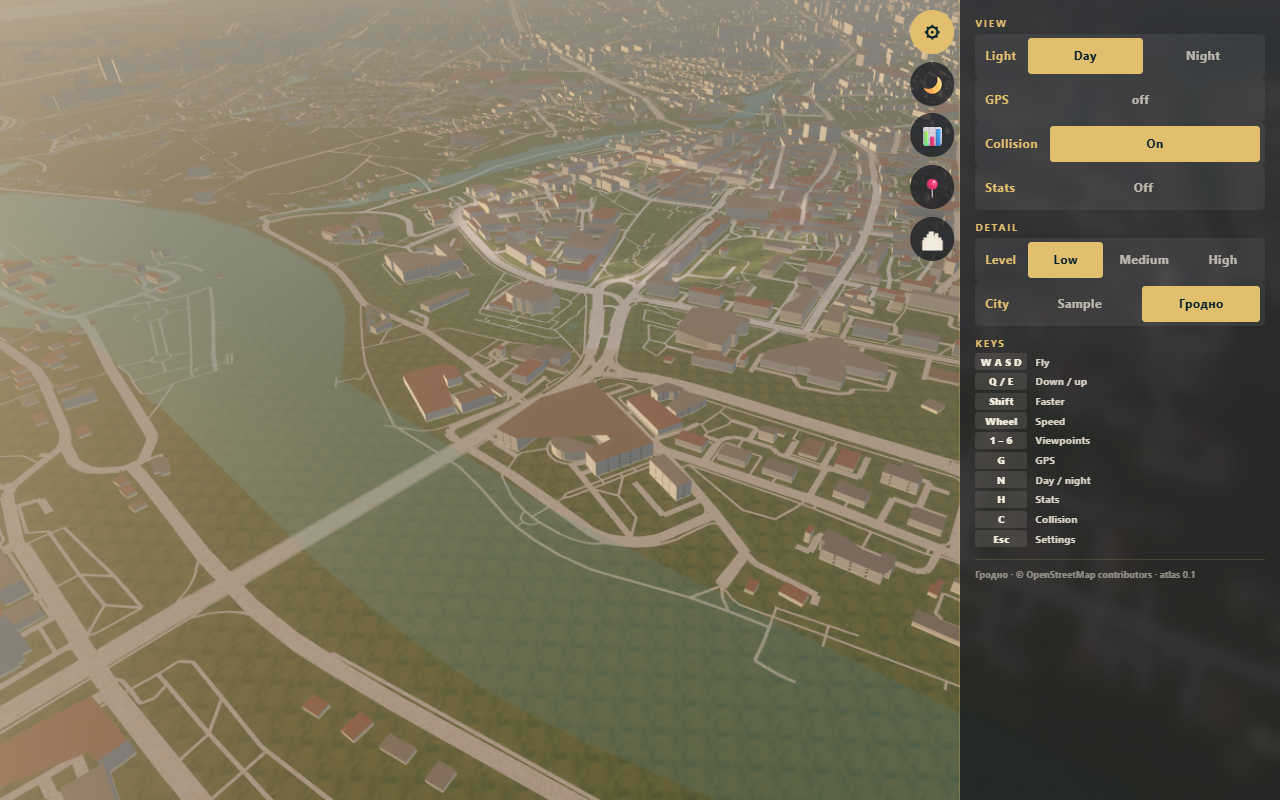 VIEW
Light Day Night
GPS off
Collision On
Stats Off
DETAIL
Level Low Medium High
City Sample Гродно
KEYS
W A S D Fly
Q / E Down / up
Shift Faster
Wheel Speed
1 – 6 Viewpoints
G GPS
N Day / night
H Stats
C Collision
Esc Settings
Гродно · © OpenStreetMap contributors · atlas 0.1